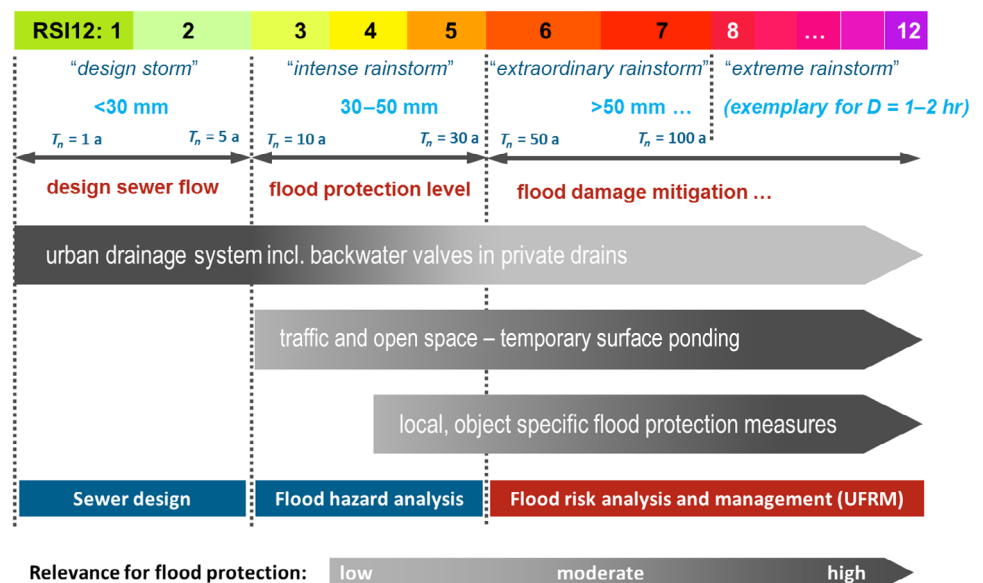 RSI12: 1 2 3 4 5 6 7 8 ... 12
“design storm” “intense rainstorm” “extraordinary rainstorm” “extreme rainstorm”
<30 mm 30–50 mm >50 mm ... (exemplary for D = 1–2 hr)
Tn = 1 a Tn = 5 a Tn = 10 a Tn = 30 a Tn = 50 a Tn = 100 a
design sewer flow flood protection level flood damage mitigation ...
urban drainage system incl. backwater valves in private drains
traffic and open space – temporary surface ponding
local, object specific flood protection measures
Sewer design Flood hazard analysis Flood risk analysis and management (UFRM)
Relevance for flood protection: low moderate high